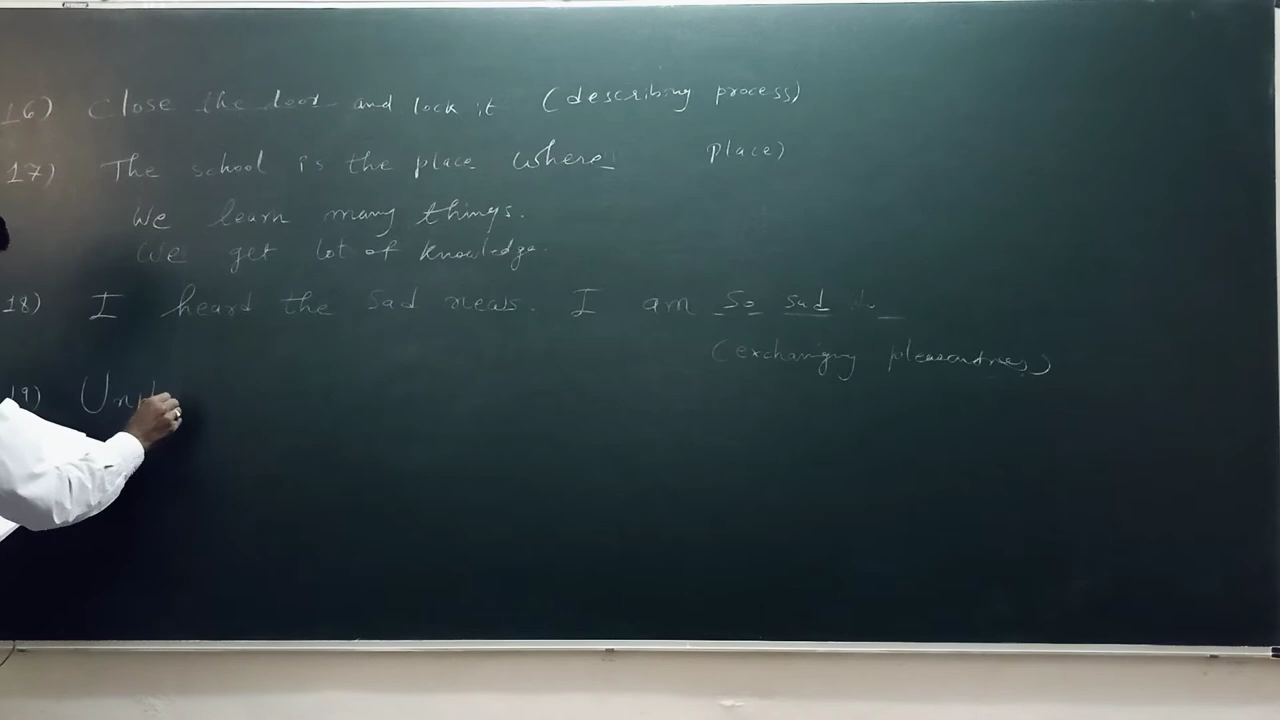 16) Close the door and lock it (describing process)
17) The school is the place where place)
We learn many things.
We get lot of knowledge.
18) I heard the sad news. I am so sad
(exchanging pleasantries)
19)